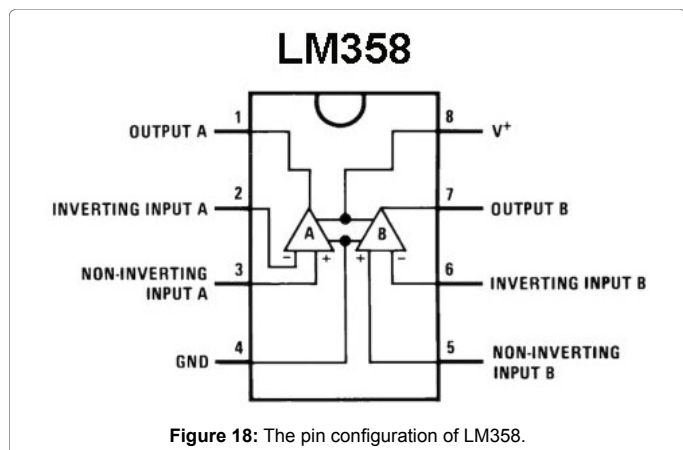 LM358
1
OUTPUT A
2
INVERTING INPUT A
3
NON-INVERTING
INPUT A
4
GND
8
V+
7
OUTPUT B
6
INVERTING INPUT B
5
NON-INVERTING
INPUT B
A
B
−
+
+
−
Figure 18: The pin configuration of LM358.